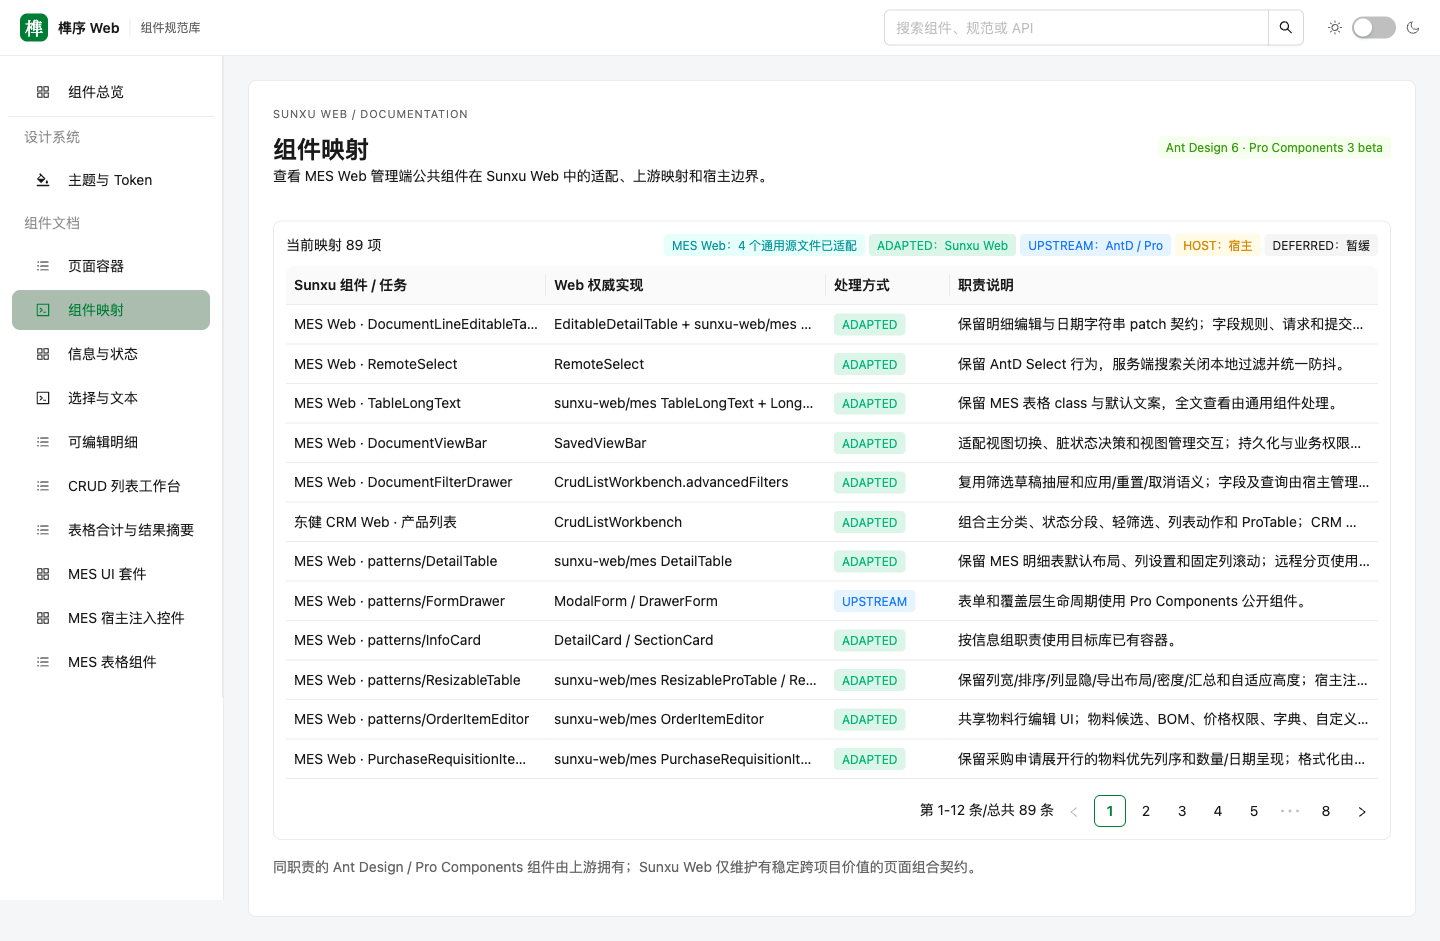 榫 榫序 Web 组件规范库 搜索组件、规范或 API
组件总览
设计系统
主题与 Token
组件文档
页面容器
组件映射
信息与状态
选择与文本
可编辑明细
CRUD 列表工作台
表格合计与结果摘要
MES UI 套件
MES 宿主注入控件
MES 表格组件
SUNXU WEB / DOCUMENTATION
组件映射
Ant Design 6 · Pro Components 3 beta
查看 MES Web 管理端公共组件在 Sunxu Web 中的适配、上游映射和宿主边界。
当前映射 89 项 MES Web：4 个通用源文件已适配 ADAPTED：Sunxu Web UPSTREAM：AntD / Pro HOST：宿主 DEFERRED：暂缓
Sunxu 组件 / 任务 Web 权威实现 处理方式 职责说明
MES Web · DocumentLineEditableTa... EditableDetailTable + sunxu-web/mes ... ADAPTED 保留明细编辑与日期字符串 patch 契约；字段规则、请求和提交...
MES Web · RemoteSelect RemoteSelect ADAPTED 保留 AntD Select 行为，服务端搜索关闭本地过滤并统一防抖。
MES Web · TableLongText sunxu-web/mes TableLongText + Long... ADAPTED 保留 MES 表格 class 与默认文案，全文查看由通用组件处理。
MES Web · DocumentViewBar SavedViewBar ADAPTED 适配视图切换、脏状态决策和视图管理交互；持久化与业务权限...
MES Web · DocumentFilterDrawer CrudListWorkbench.advancedFilters ADAPTED 复用筛选草稿抽屉和应用/重置/取消语义；字段及查询由宿主管理...
东健 CRM Web · 产品列表 CrudListWorkbench ADAPTED 组合主分类、状态分段、轻筛选、列表动作和 ProTable；CRM ...
MES Web · patterns/DetailTable sunxu-web/mes DetailTable ADAPTED 保留 MES 明细表默认布局、列设置和固定列滚动；远程分页使用...
MES Web · patterns/FormDrawer ModalForm / DrawerForm UPSTREAM 表单和覆盖层生命周期使用 Pro Components 公开组件。
MES Web · patterns/InfoCard DetailCard / SectionCard ADAPTED 按信息组职责使用目标库已有容器。
MES Web · patterns/ResizableTable sunxu-web/mes ResizableProTable / Re... ADAPTED 保留列宽/排序/列显隐/导出布局/密度/汇总和自适应高度；宿主注...
MES Web · patterns/OrderItemEditor sunxu-web/mes OrderItemEditor ADAPTED 共享物料行编辑 UI；物料候选、BOM、价格权限、字典、自定义...
MES Web · PurchaseRequisitionIte... sunxu-web/mes PurchaseRequisitionIt... ADAPTED 保留采购申请展开行的物料优先列序和数量/日期呈现；格式化由...
第 1-12 条/总共 89 条 < 1 2 3 4 5 ··· 8 >
同职责的 Ant Design / Pro Components 组件由上游拥有；Sunxu Web 仅维护有稳定跨项目价值的页面组合契约。